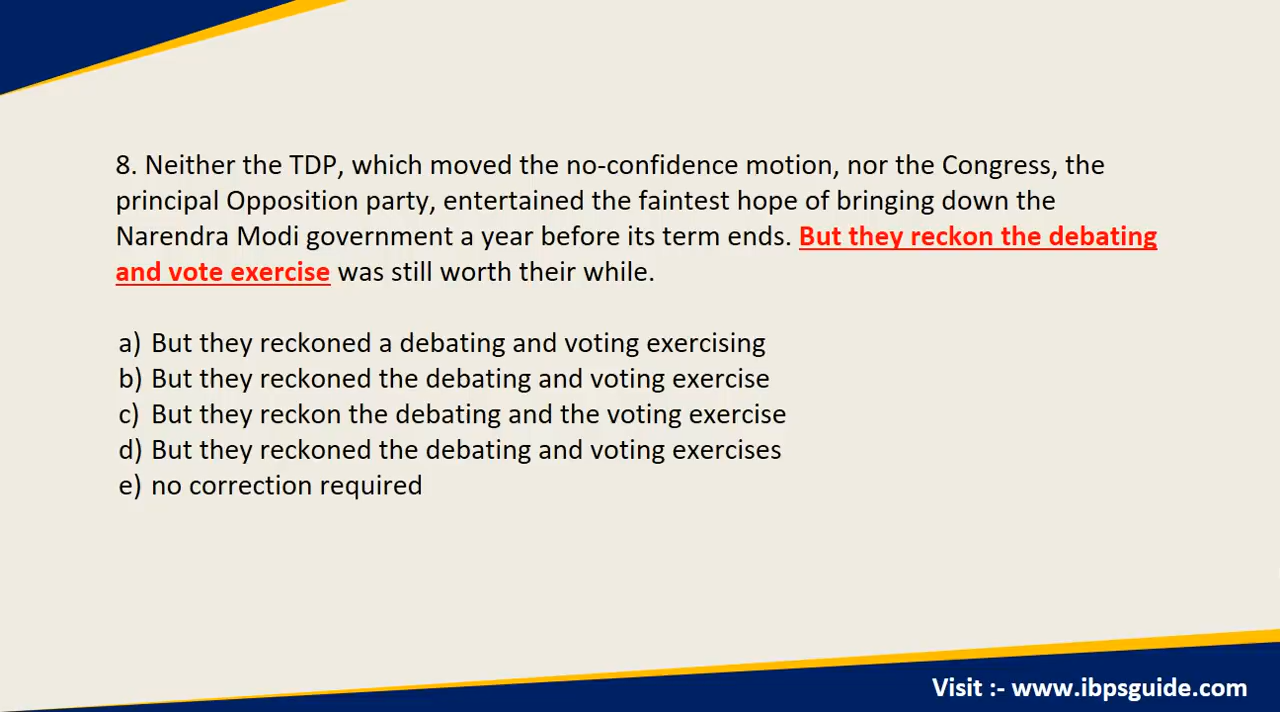 8. Neither the TDP, which moved the no-confidence motion, nor the Congress, the
principal Opposition party, entertained the faintest hope of bringing down the
Narendra Modi government a year before its term ends. But they reckon the debating
and vote exercise was still worth their while.
a) But they reckoned a debating and voting exercising
b) But they reckoned the debating and voting exercise
c) But they reckon the debating and the voting exercise
d) But they reckoned the debating and voting exercises
e) no correction required
Visit :- www.ibpsguide.com